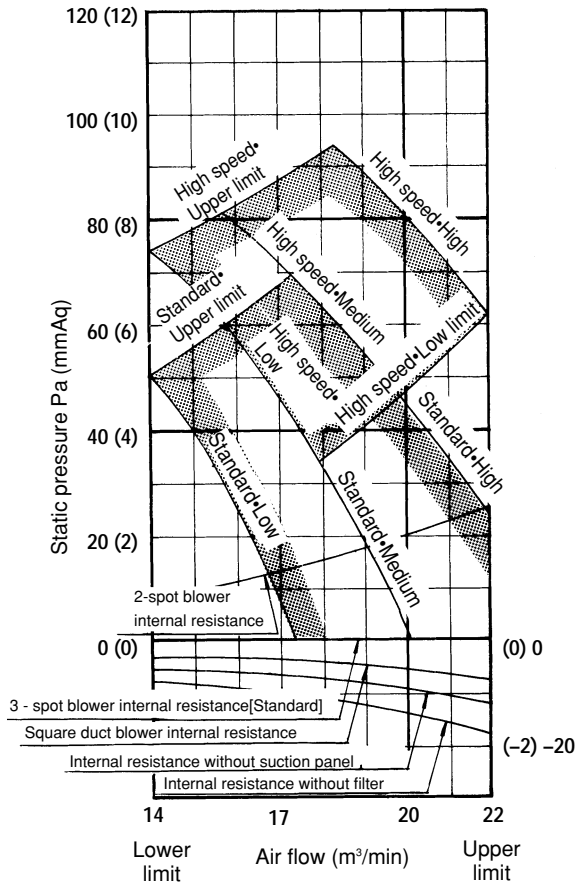 120 (12)
100 (10)
80 (8)
60 (6)
40 (4)
20 (2)
0 (0)
Static pressure Pa (mmAq)
High speed•
Upper limit
High speed•High
Standard•
Upper limit
High speed•Medium
High speed•
Low
High speed•Low limit
Standard•Low
Standard•Medium
Standard•High
2-spot blower
internal resistance
(0) 0
3 - spot blower internal resistance[Standard]
Square duct blower internal resistance
Internal resistance without suction panel
Internal resistance without filter
(−2) −20
14
17
20
22
Lower
limit
Air flow (m³/min)
Upper
limit